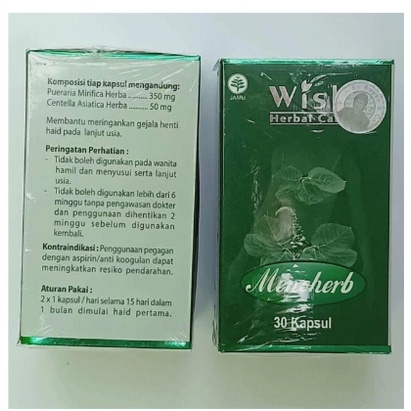 Komposisi tiap kapsul mengandung:
Pueraria Mirifica Herba .......... 350 mg
Centella Asiatica Herba .......... 50 mg
Membantu meringankan gejala henti
haid pada lanjut usia.
Peringatan Perhatian :
- Tidak boleh digunakan pada wanita
hamil dan menyusui serta lanjut
usia.
- Tidak boleh digunakan lebih dari 6
minggu tanpa pengawasan dokter
dan penggunaan dihentikan 2
minggu sebelum digunakan
kembali.
Kontraindikasi : Penggunaan pegagan
dengan aspirin/anti koogulan dapat
meningkatkan resiko pendarahan.
Aturan Pakai :
2 x 1 kapsul / hari selama 15 hari dalam
1 bulan dimulai haid pertama.
JAMU
Herbal
30 Kapsul